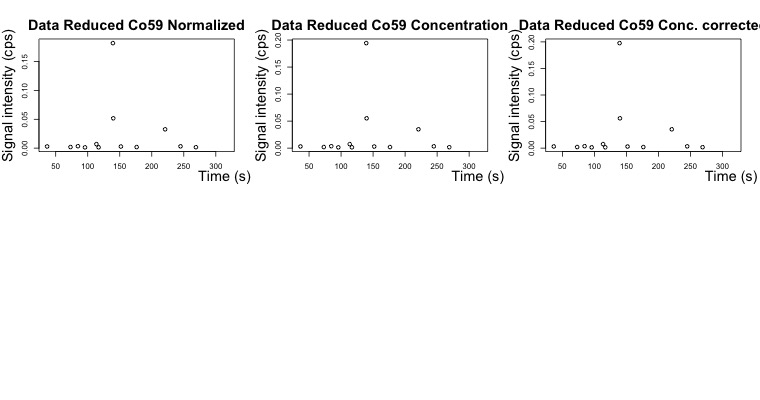 Data Reduced Co59 Normalized
Signal intensity (cps)
0.00 0.05 0.10 0.15
50 100 150 200 250 300
Time (s)
Data Reduced Co59 Concentration
Signal intensity (cps)
0.00 0.05 0.10 0.15 0.20
50 100 150 200 250 300
Time (s)
Data Reduced Co59 Conc. corrected
Signal intensity (cps)
0.00 0.05 0.10 0.15 0.20
50 100 150 200 250 300
Time (s)